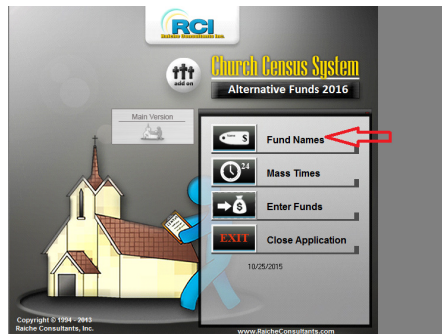 RCI
Raiche Consultants Inc.
add on
Church Census System
Alternative Funds 2016
Main Version
Fund Names
24
Mass Times
Enter Funds
EXIT
Close Application
10/25/2015
Copyright © 1994 - 2013
Raiche Consultants, Inc.
www.RaicheConsultants.com